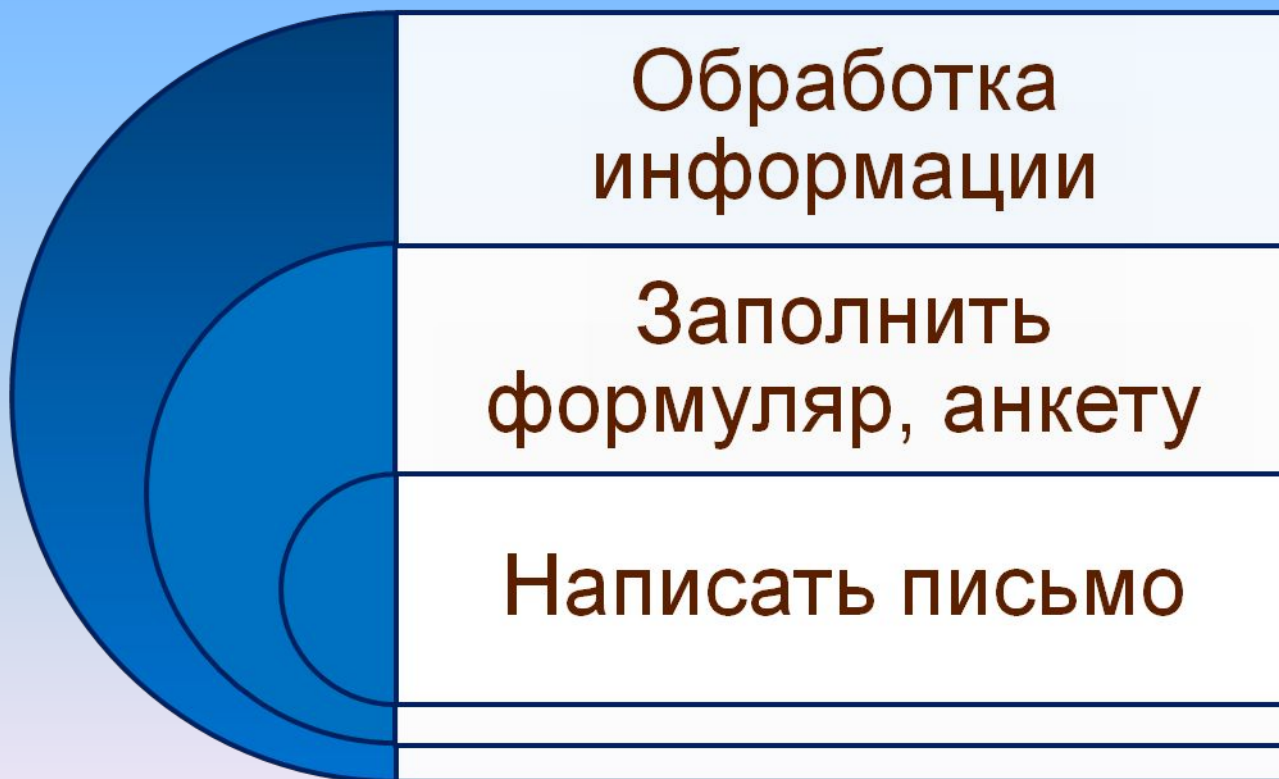 Обработка
информации
Заполнить
формуляр, анкету
Написать письмо